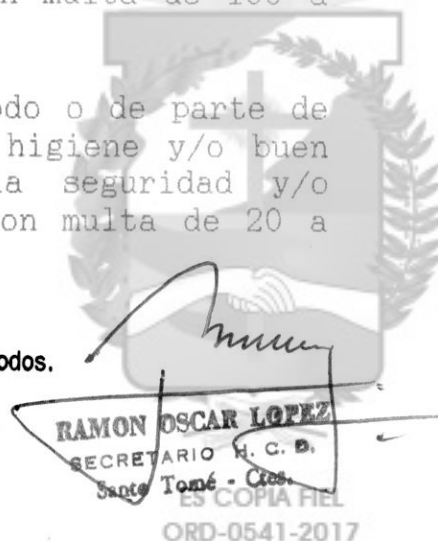 multa de 100 a
odo o de parte de
higiene y/o buen
la seguridad y/o
on multa de 20 a
odos.
RAMON OSCAR LOPEZ
SECRETARIO H. C. D.
Santo Tomé - Ctes.
ES COPIA FIEL
ORD-0541-2017